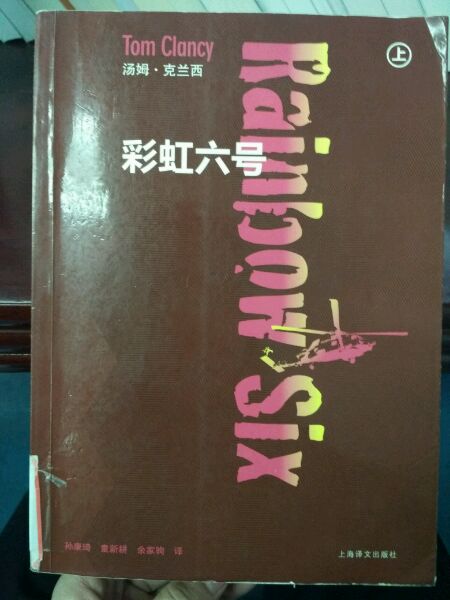 Tom Clancy
汤姆·克兰西
上
彩虹六号
Rainbow Six
孙康琦 童新耕 余家驹 译
上海译文出版社